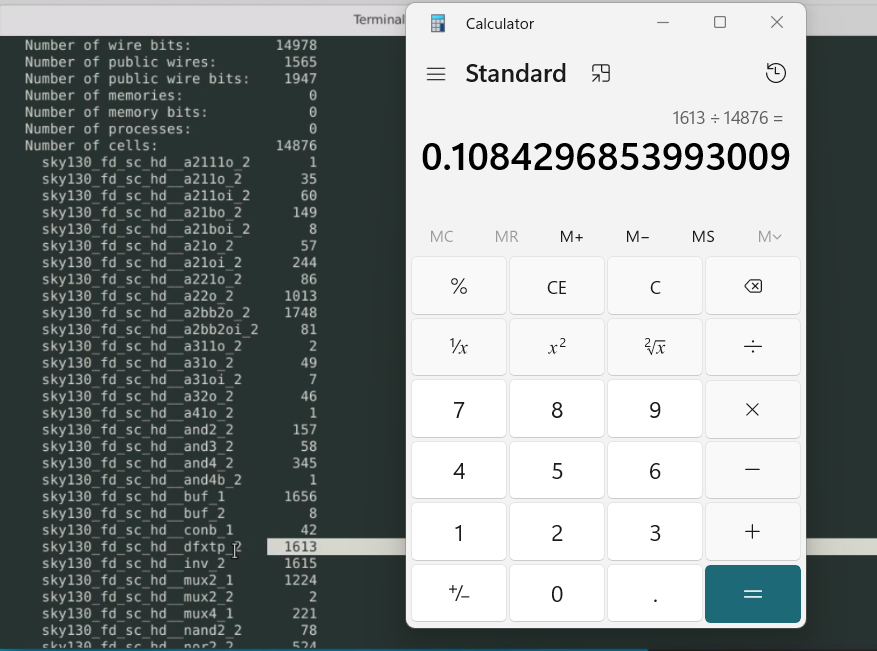 Terminal
Number of wire bits: 14978
Number of public wires: 1565
Number of public wire bits: 1947
Number of memories: 0
Number of memory bits: 0
Number of processes: 0
Number of cells: 14876
sky130_fd_sc_hd__a2111o_2 1
sky130_fd_sc_hd__a211o_2 35
sky130_fd_sc_hd__a211oi_2 60
sky130_fd_sc_hd__a21bo_2 149
sky130_fd_sc_hd__a21boi_2 8
sky130_fd_sc_hd__a21o_2 57
sky130_fd_sc_hd__a21oi_2 244
sky130_fd_sc_hd__a221o_2 86
sky130_fd_sc_hd__a22o_2 1013
sky130_fd_sc_hd__a2bb2o_2 1748
sky130_fd_sc_hd__a2bb2oi_2 81
sky130_fd_sc_hd__a311o_2 2
sky130_fd_sc_hd__a31o_2 49
sky130_fd_sc_hd__a31oi_2 7
sky130_fd_sc_hd__a32o_2 46
sky130_fd_sc_hd__a41o_2 1
sky130_fd_sc_hd__and2_2 157
sky130_fd_sc_hd__and3_2 58
sky130_fd_sc_hd__and4_2 345
sky130_fd_sc_hd__and4b_2 1
sky130_fd_sc_hd__buf_1 1656
sky130_fd_sc_hd__buf_2 8
sky130_fd_sc_hd__conb_1 42
sky130_fd_sc_hd__dfxtp_2 1613
sky130_fd_sc_hd__inv_2 1615
sky130_fd_sc_hd__mux2_1 1224
sky130_fd_sc_hd__mux2_2 2
sky130_fd_sc_hd__mux4_1 221
sky130_fd_sc_hd__nand2_2 78
sky130_fd_sc_hd__nor2_2 524
Calculator
Standard
1613 ÷ 14876 =
0.1084296853993009
MC MR M+ M− MS M
% CE C
¹/x x² ²√x ÷
7 8 9 ×
4 5 6 −
1 2 3 +
+/− 0 . =